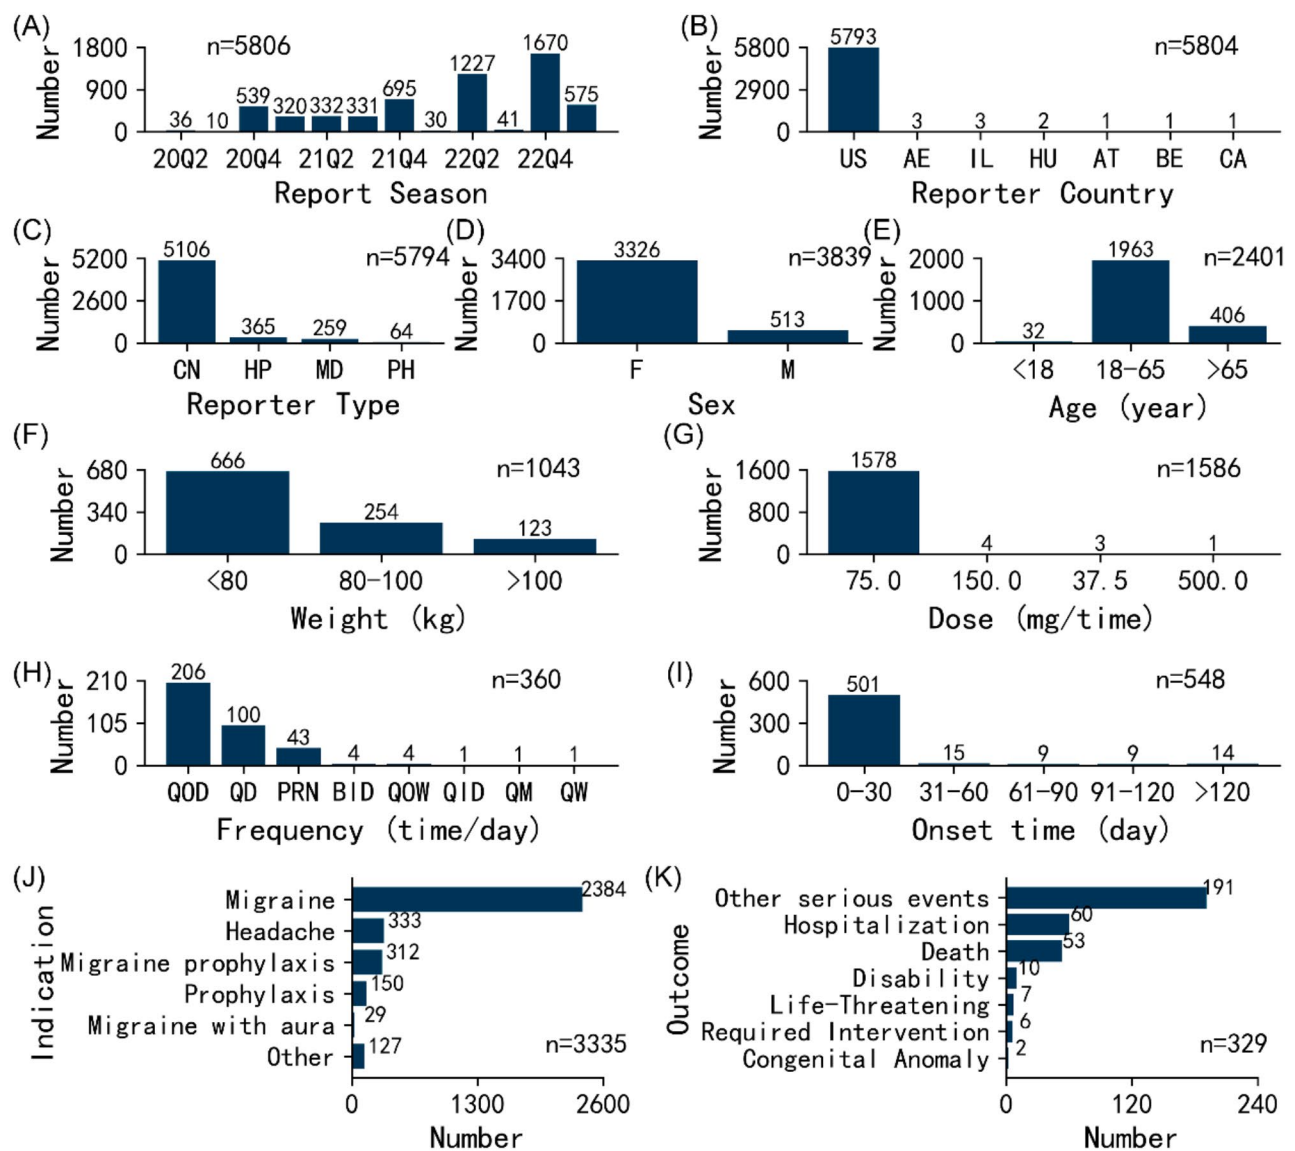 (A)
Number
1800
900
0
n=5806
36 10 539 320 332 331 695 30 1227 41 1670 575
20Q2 20Q4 21Q2 21Q4 22Q2 22Q4
Report Season
(B)
Number
5800
2900
0
n=5804
5793 3 3 2 1 1 1
US AE IL HU AT BE CA
Reporter Country
(C)
Number
5200
2600
0
n=5794
5106 365 259 64
CN HP MD PH
Reporter Type
(D)
Number
3400
1700
0
n=3839
3326 513
F M
Sex
(E)
Number
2000
1000
0
n=2401
32 1963 406
<18 18-65 >65
Age (year)
(F)
Number
680
340
0
n=1043
666 254 123
<80 80-100 >100
Weight (kg)
(G)
Number
1600
800
0
n=1586
1578 4 3 1
75.0 150.0 37.5 500.0
Dose (mg/time)
(H)
Number
210
105
0
n=360
206 100 43 4 4 1 1 1
QOD QD PRN BID QOW QID QM QW
Frequency (time/day)
(I)
Number
600
300
0
n=548
501 15 9 9 14
0-30 31-60 61-90 91-120 >120
Onset time (day)
(J)
Indication
Migraine 2384
Headache 333
Migraine prophylaxis 312
Prophylaxis 150
Migraine with aura 29
Other 127
n=3335
0 1300 2600
Number
(K)
Outcome
Other serious events 191
Hospitalization 60
Death 53
Disability 10
Life-Threatening 7
Required Intervention 6
Congenital Anomaly 2
n=329
0 120 240
Number